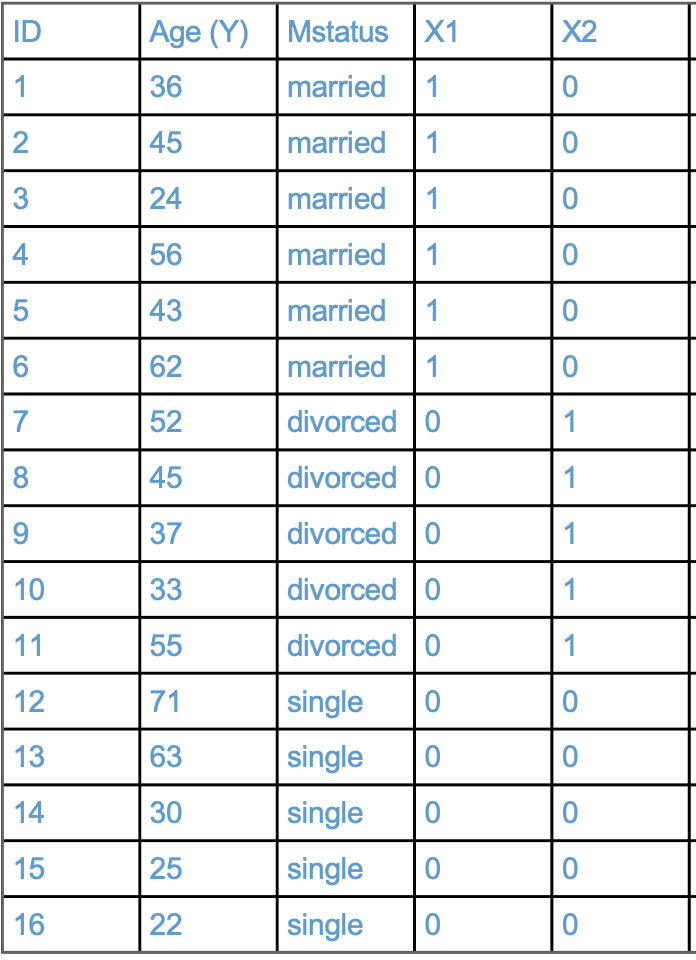 ID Age (Y) Mstatus X1 X2
1 36 married 1 0
2 45 married 1 0
3 24 married 1 0
4 56 married 1 0
5 43 married 1 0
6 62 married 1 0
7 52 divorced 0 1
8 45 divorced 0 1
9 37 divorced 0 1
10 33 divorced 0 1
11 55 divorced 0 1
12 71 single 0 0
13 63 single 0 0
14 30 single 0 0
15 25 single 0 0
16 22 single 0 0